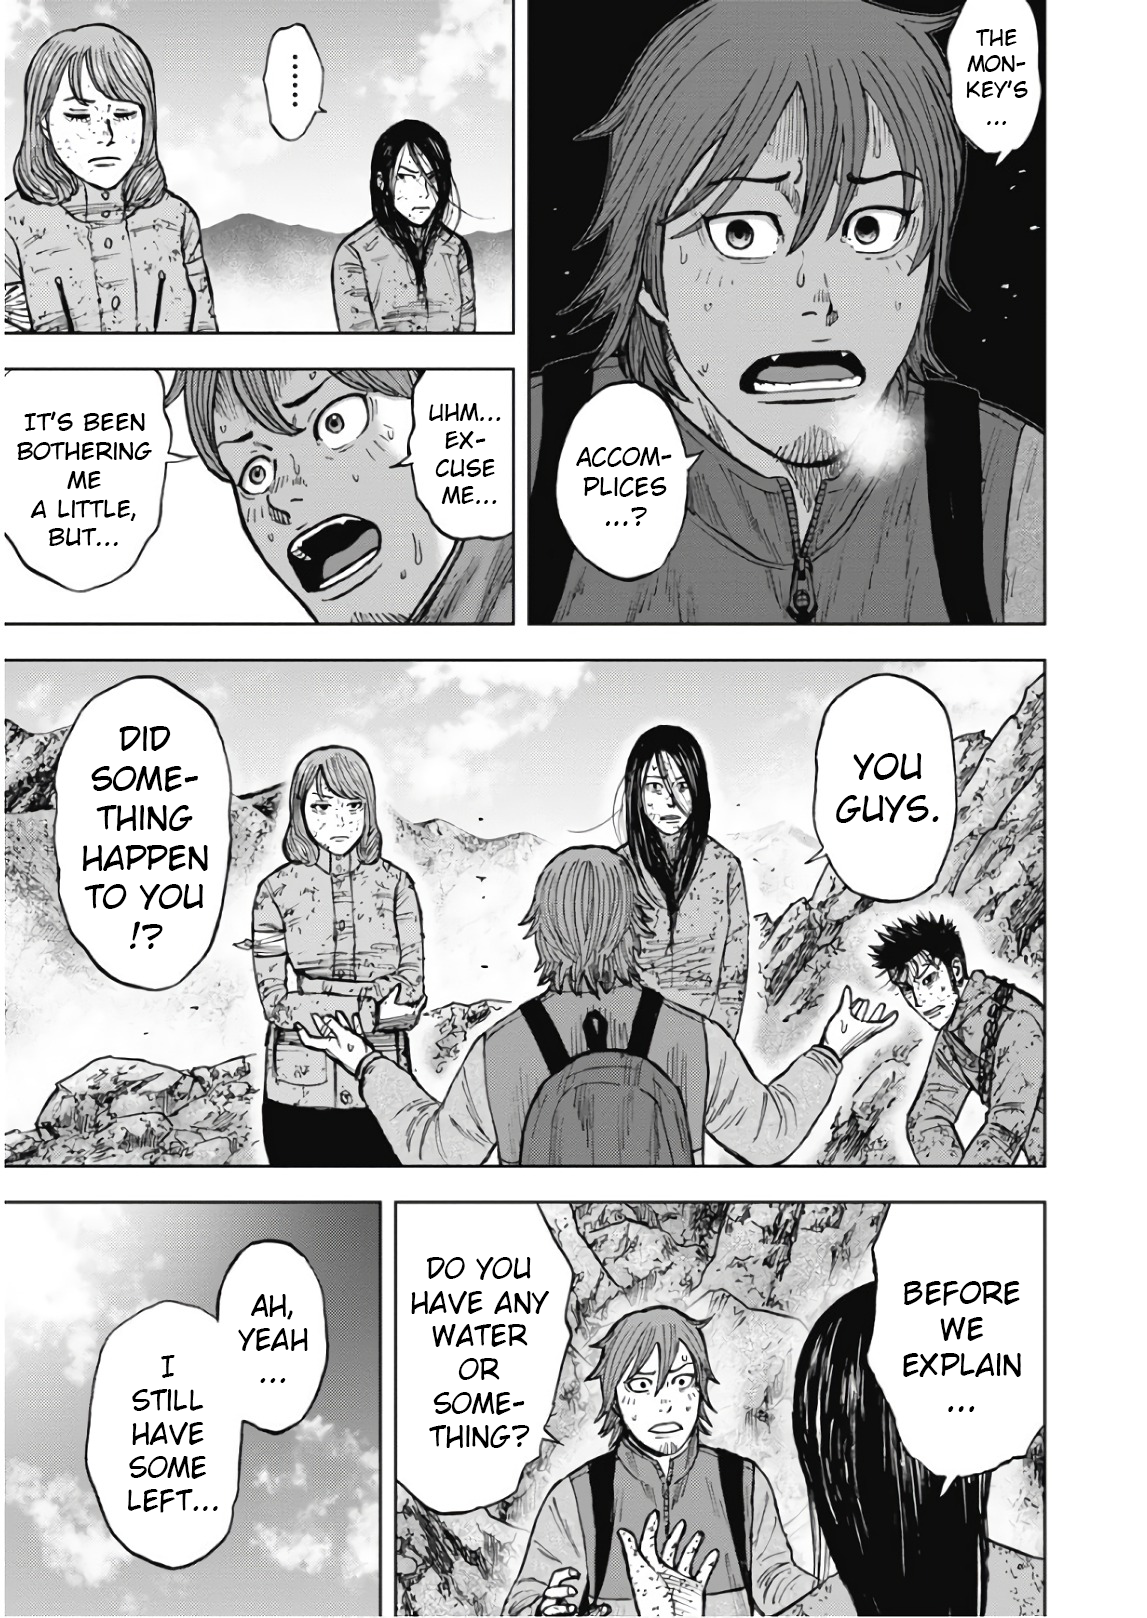 THE
MON-
KEY'S
...
ACCOM-
PLICES
...?
......
UHM...
EX-
CUSE
ME...
IT'S BEEN
BOTHERING
ME
A LITTLE,
BUT...
YOU
GUYS.
DID
SOME-
THING
HAPPEN
TO YOU
!?
BEFORE
WE
EXPLAIN
...
DO YOU
HAVE ANY
WATER
OR
SOME-
THING?
AH,
YEAH
...
I
STILL
HAVE
SOME
LEFT...